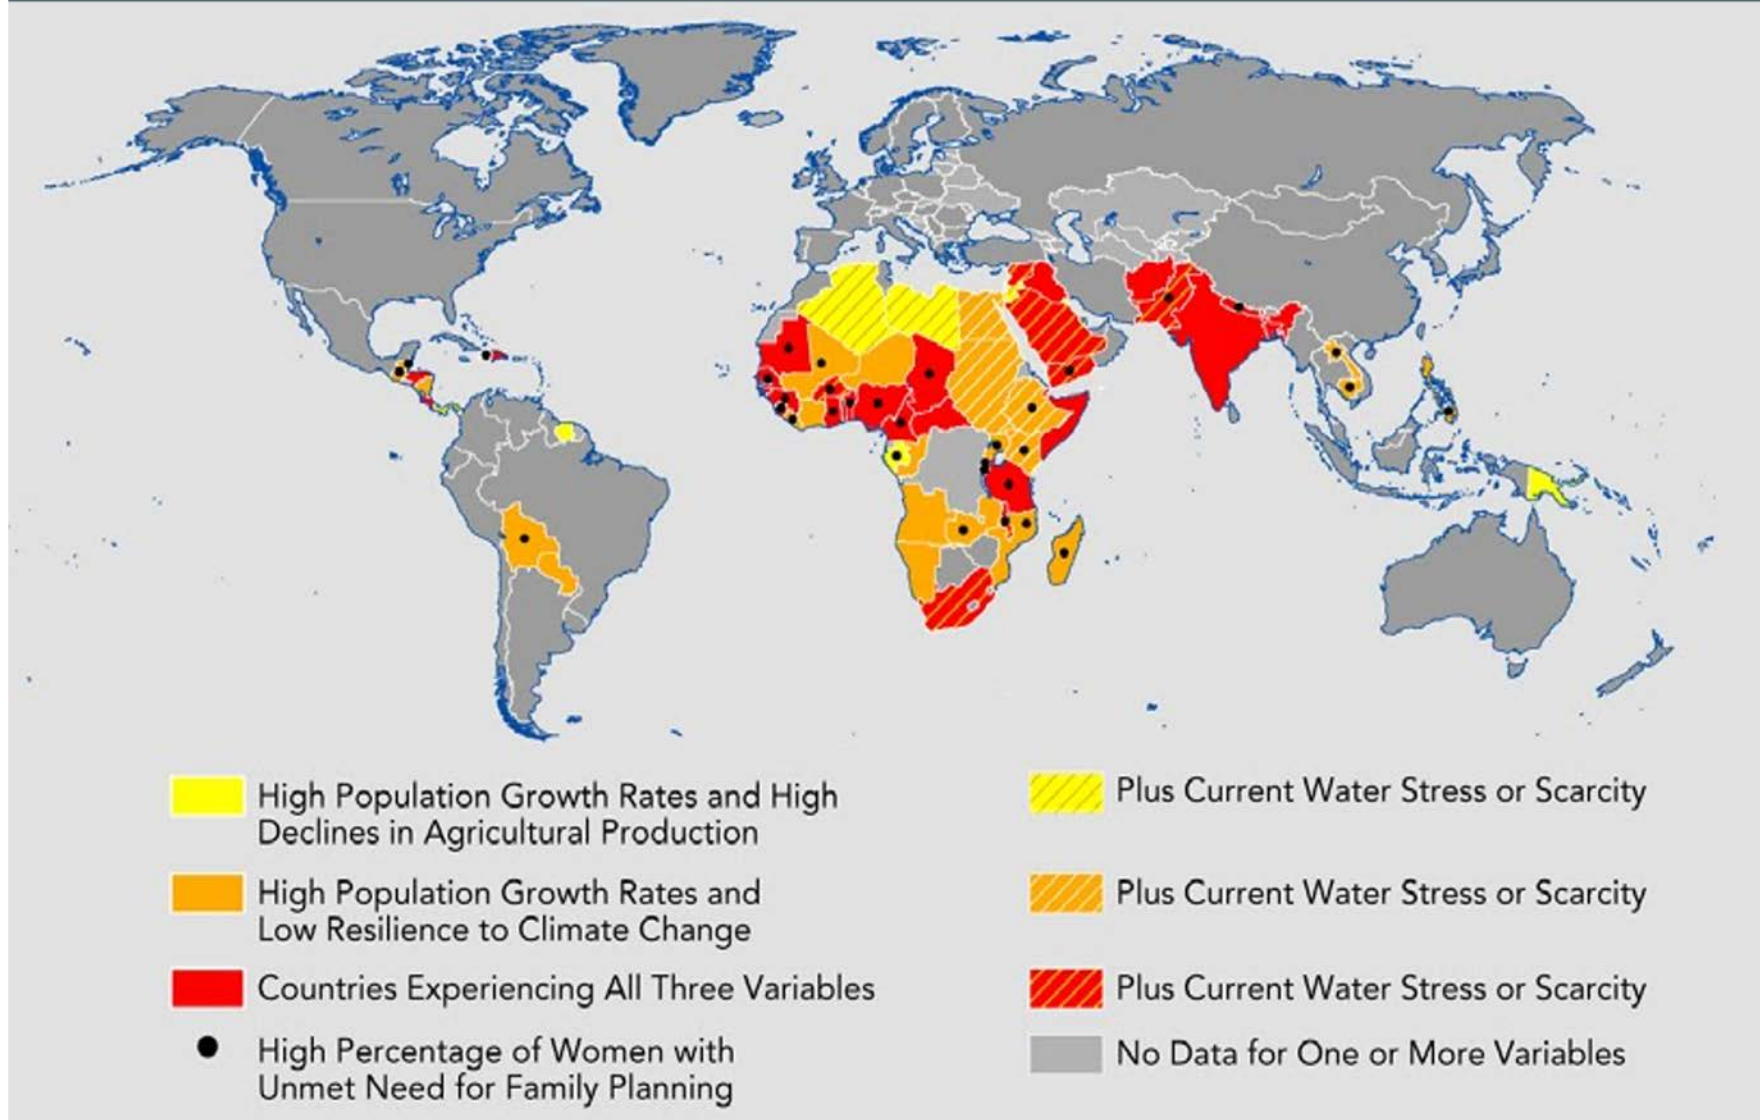 High Population Growth Rates and High
Declines in Agricultural Production
High Population Growth Rates and
Low Resilience to Climate Change
Countries Experiencing All Three Variables
High Percentage of Women with
Unmet Need for Family Planning
Plus Current Water Stress or Scarcity
Plus Current Water Stress or Scarcity
Plus Current Water Stress or Scarcity
No Data for One or More Variables